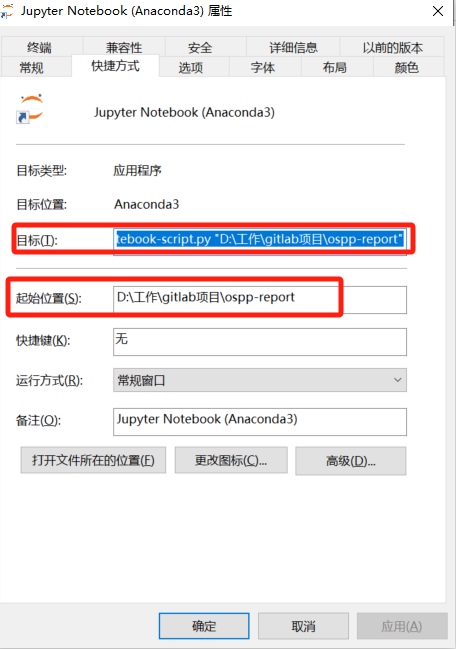 Jupyter Notebook (Anaconda3) 属性
终端 兼容性 安全 详细信息 以前的版本
常规 快捷方式 选项 字体 布局 颜色
Jupyter Notebook (Anaconda3)
目标类型: 应用程序
目标位置: Anaconda3
目标(T): tebook-script.py "D:\工作\gitlab项目\ospp-report"
起始位置(S): D:\工作\gitlab项目\ospp-report
快捷键(K): 无
运行方式(R): 常规窗口
备注(O): Jupyter Notebook (Anaconda3)
打开文件所在的位置(F) 更改图标(C)... 高级(D)...
确定 取消 应用(A)